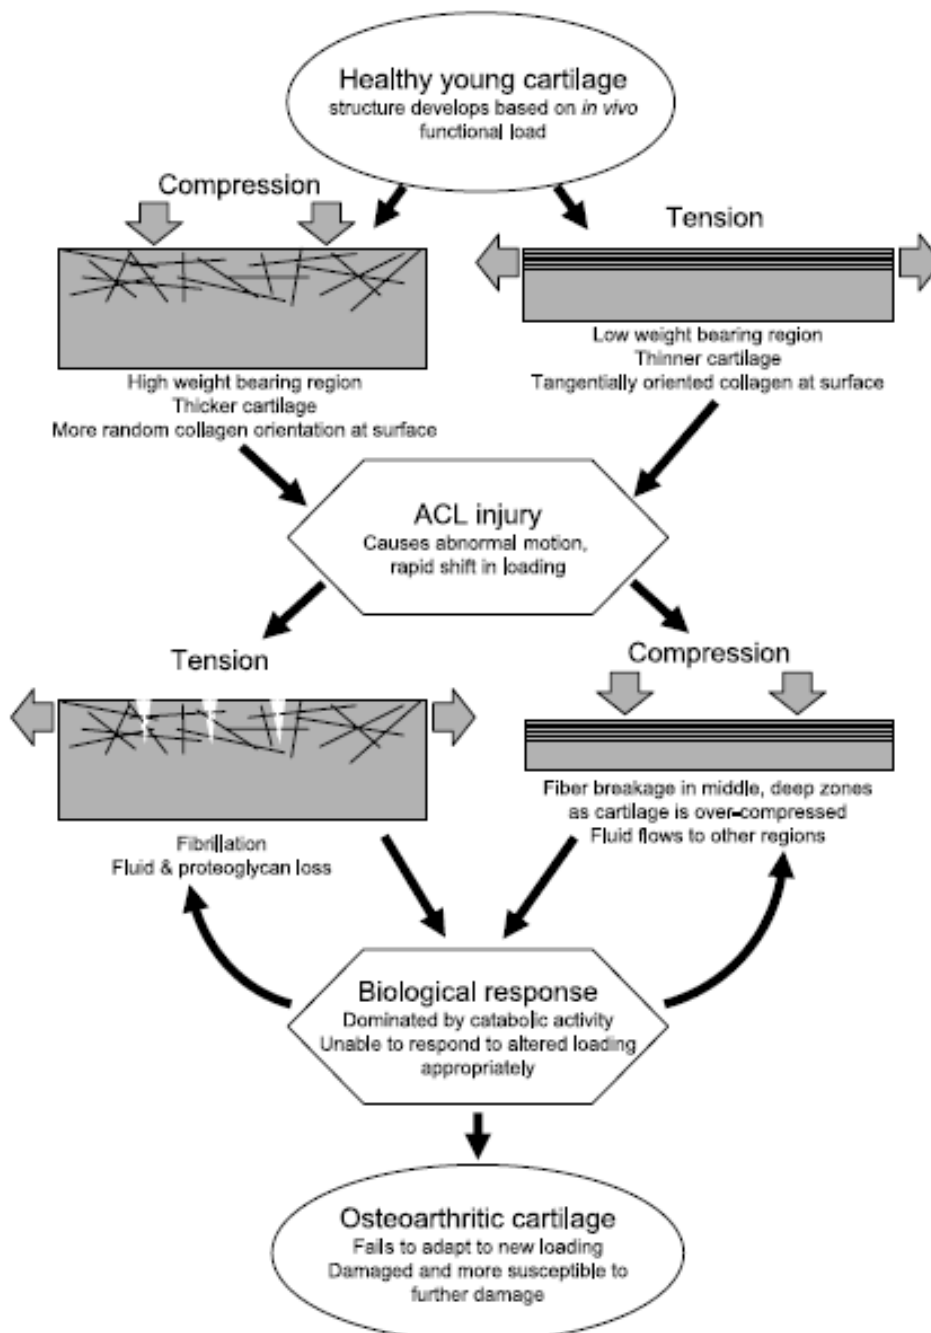 Healthy young cartilage
structure develops based on in vivo
functional load
Compression
Tension
High weight bearing region
Thicker cartilage
More random collagen orientation at surface
Low weight bearing region
Thinner cartilage
Tangentially oriented collagen at surface
ACL injury
Causes abnormal motion,
rapid shift in loading
Tension
Compression
Fibrillation
Fluid & proteoglycan loss
Fiber breakage in middle, deep zones
as cartilage is over-compressed
Fluid flows to other regions
Biological response
Dominated by catabolic activity
Unable to respond to altered loading
appropriately
Osteoarthritic cartilage
Fails to adapt to new loading
Damaged and more susceptible to
further damage